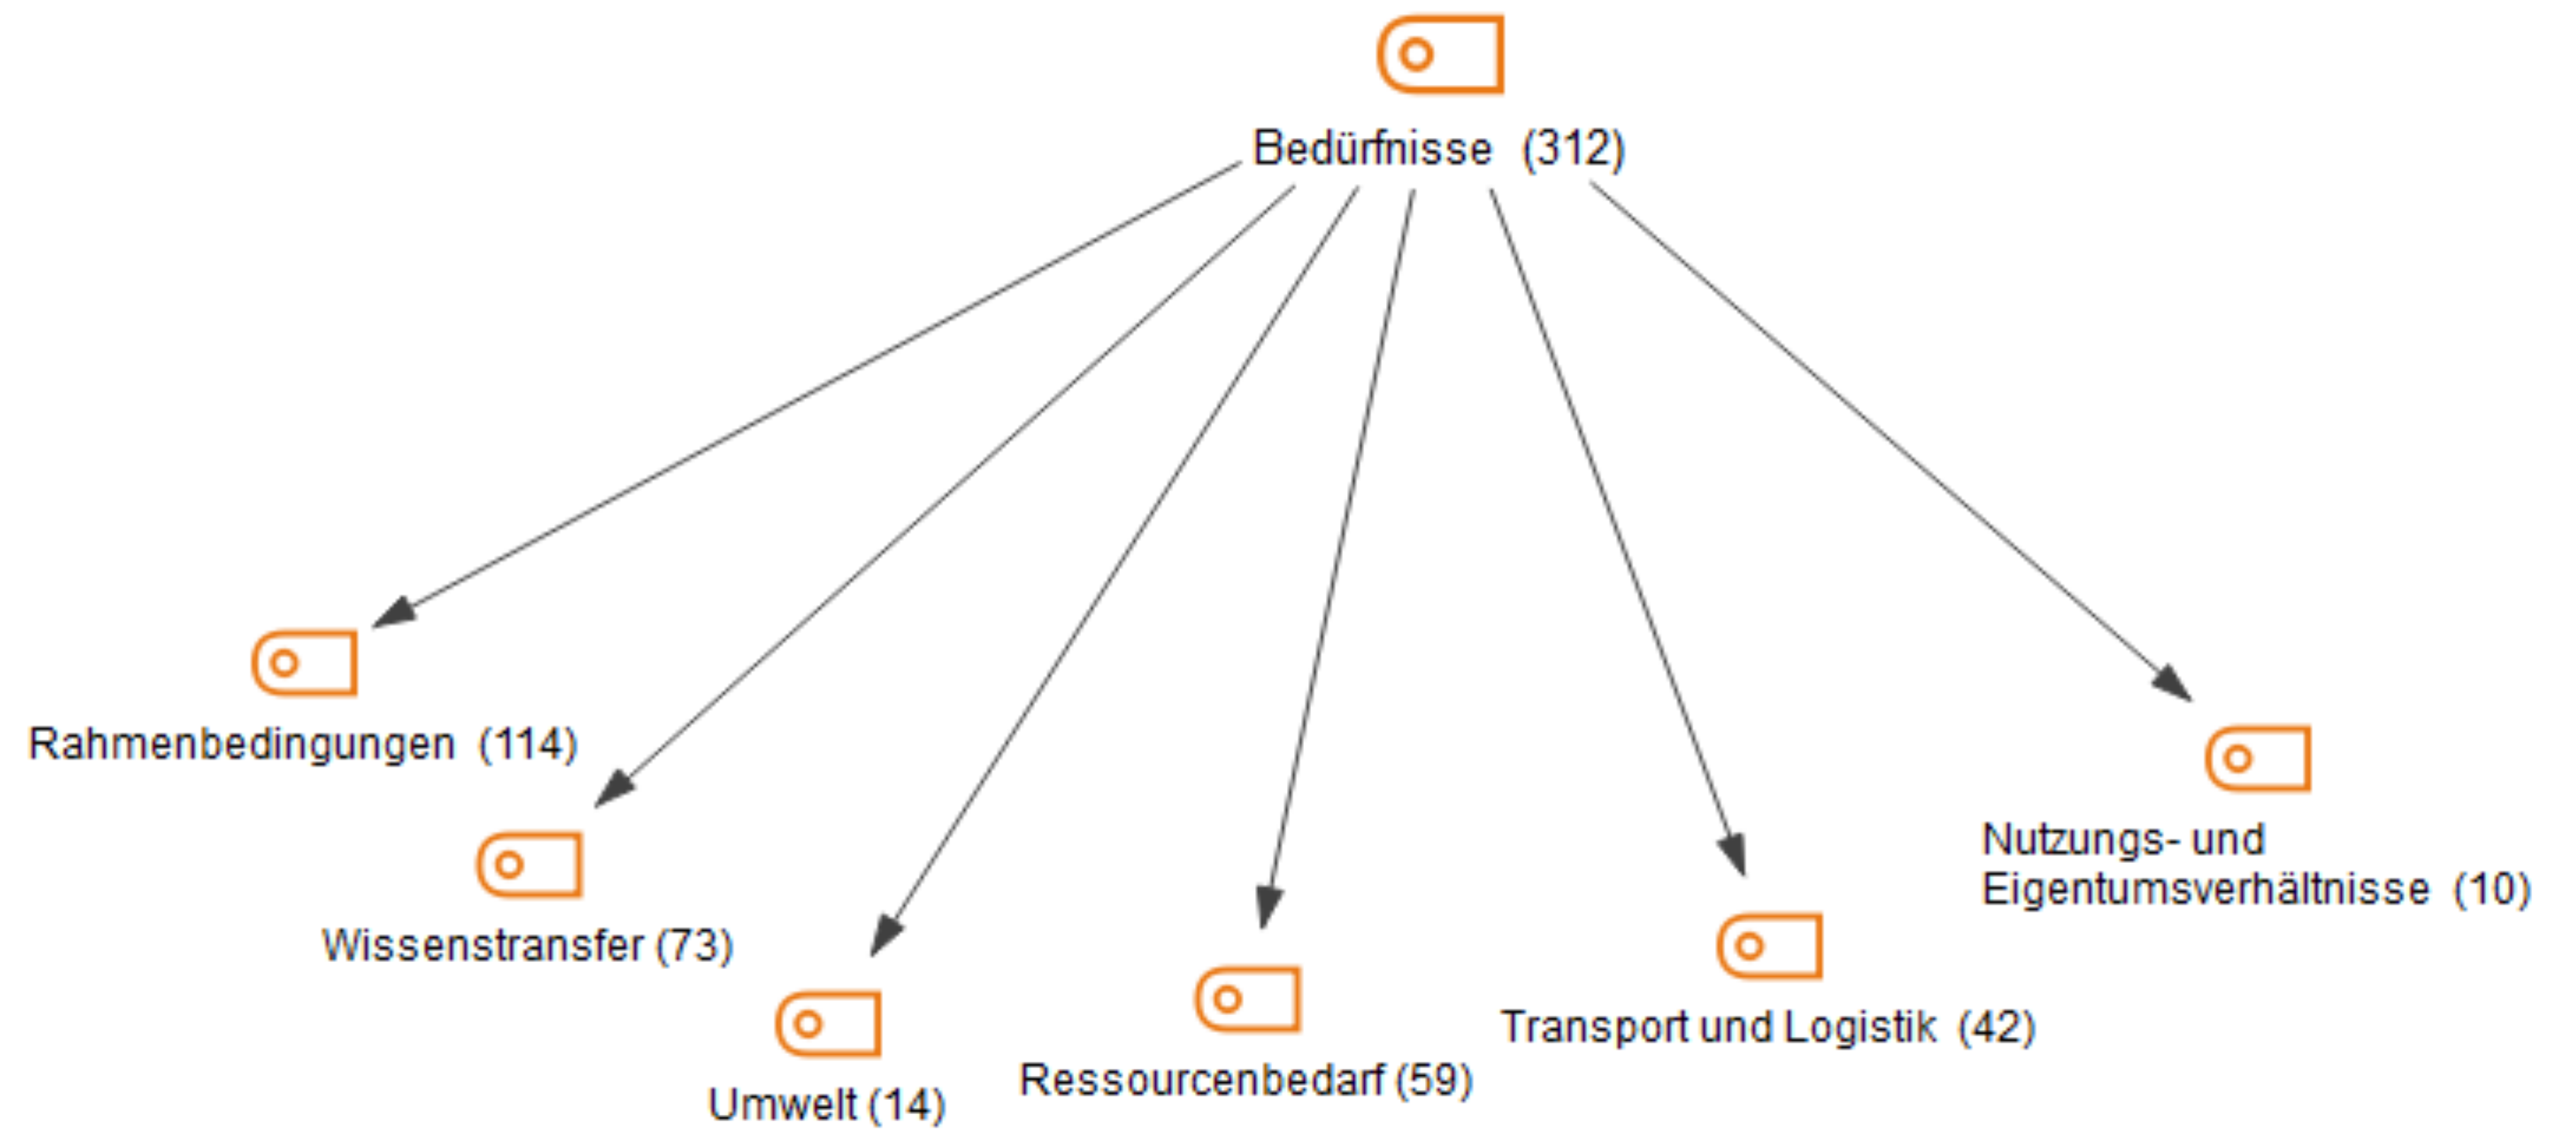 Bedürfnisse (312)
Rahmenbedingungen (114)
Wissenstransfer (73)
Umwelt (14)
Ressourcenbedarf (59)
Transport und Logistik (42)
Nutzungs- und
Eigentumsverhältnisse (10)